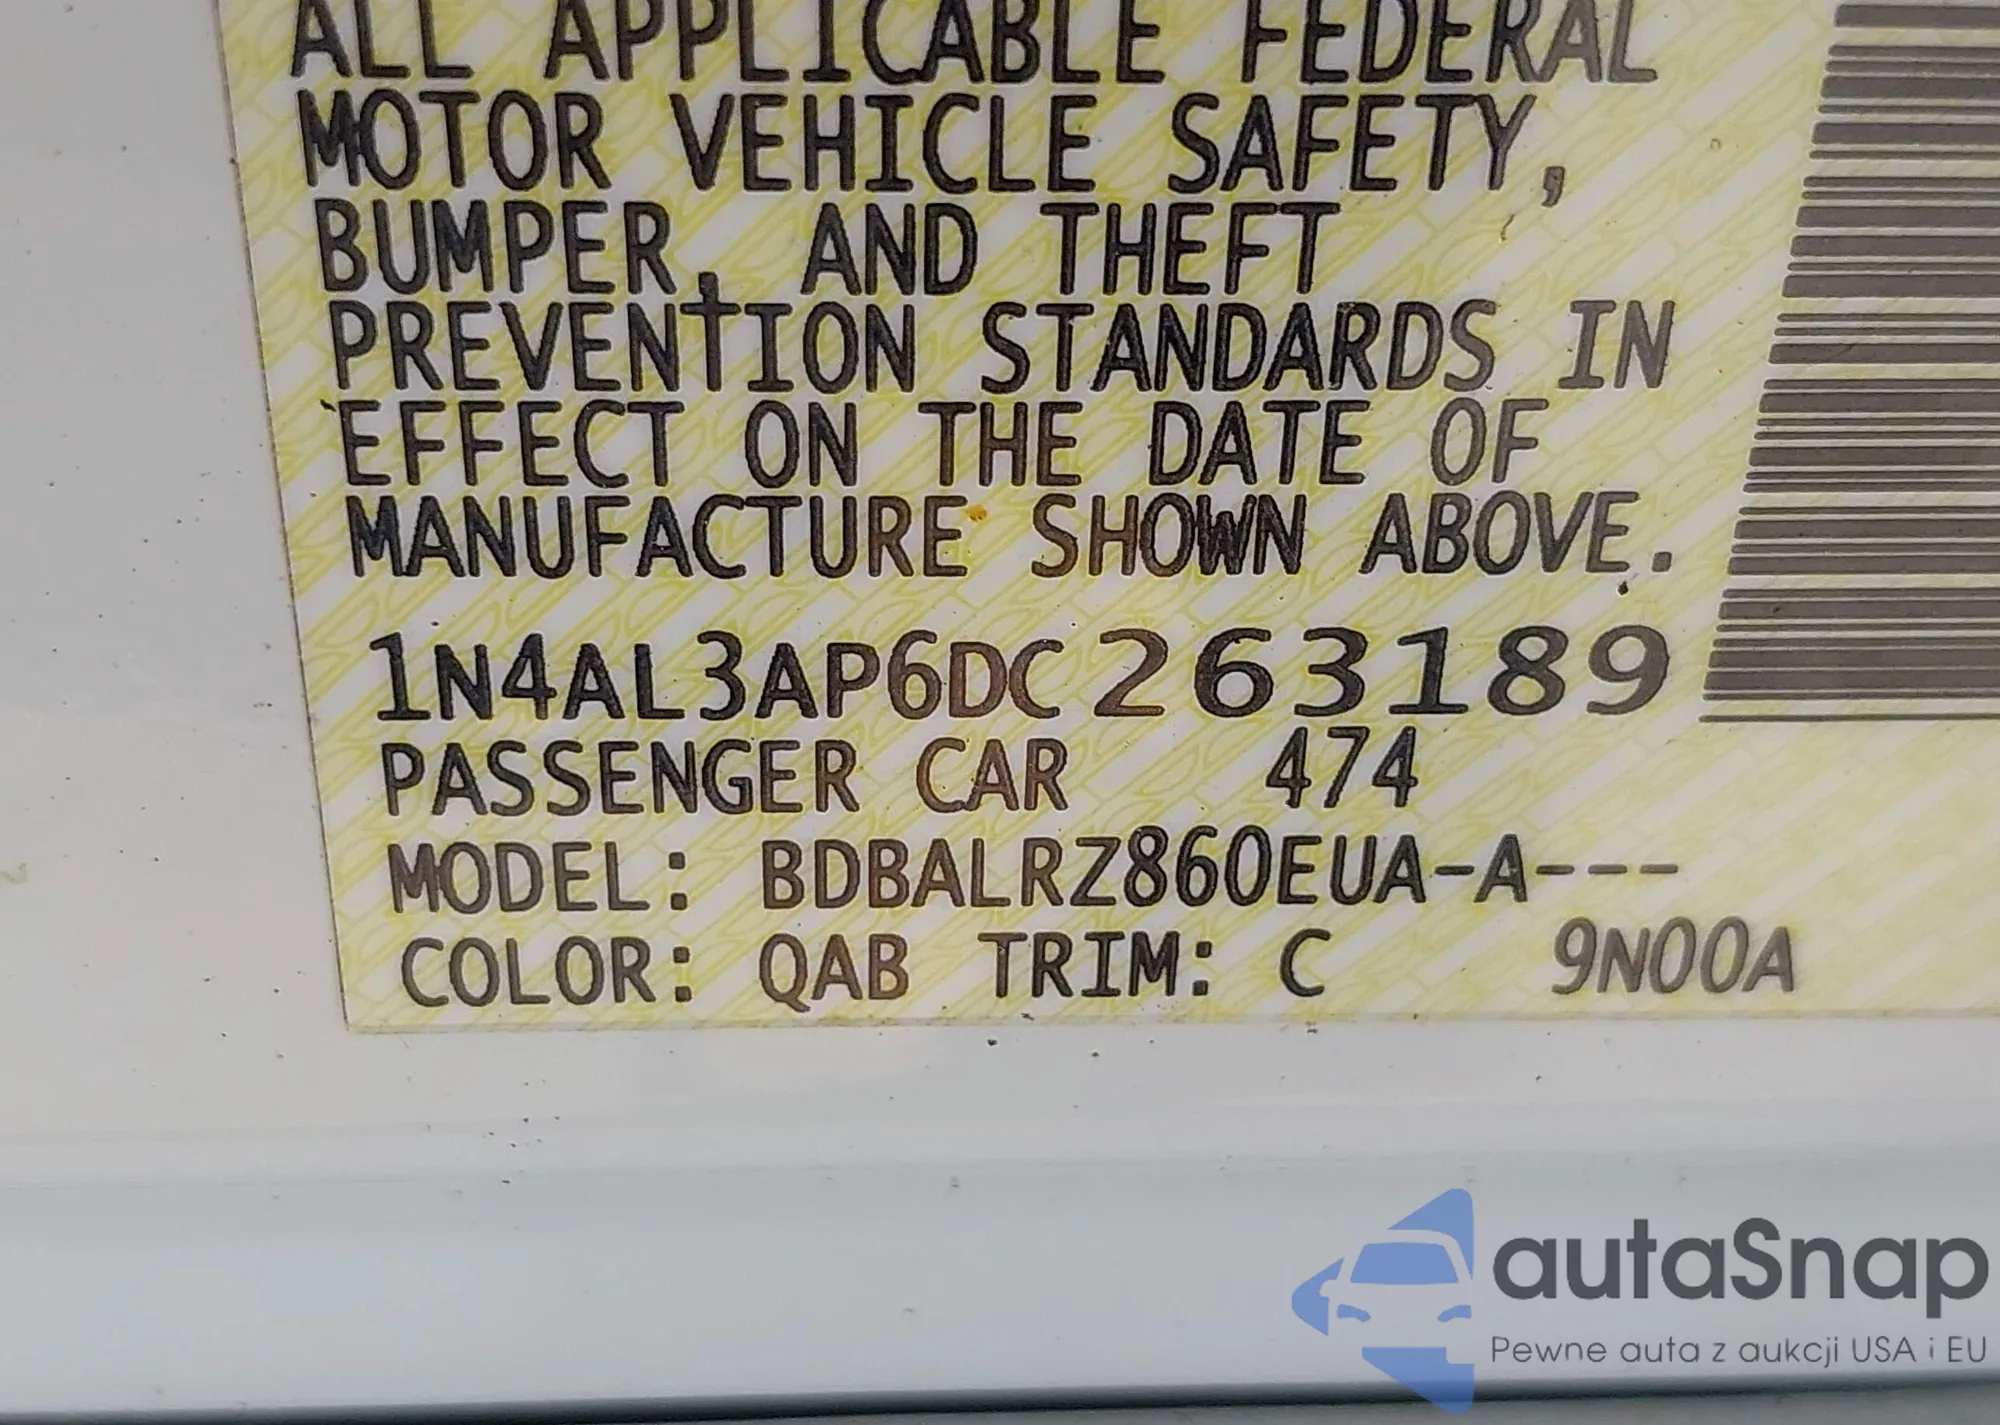 ALL APPLICABLE FEDERAL
MOTOR VEHICLE SAFETY,
BUMPER, AND THEFT
PREVENTION STANDARDS IN
EFFECT ON THE DATE OF
MANUFACTURE SHOWN ABOVE.
1N4AL3AP6DC263189
PASSENGER CAR 474
MODEL: BDBALRZ860EUA-A---
COLOR: QAB TRIM: C 9N00A
autaSnap
Pewne auta z aukcji USA i EU